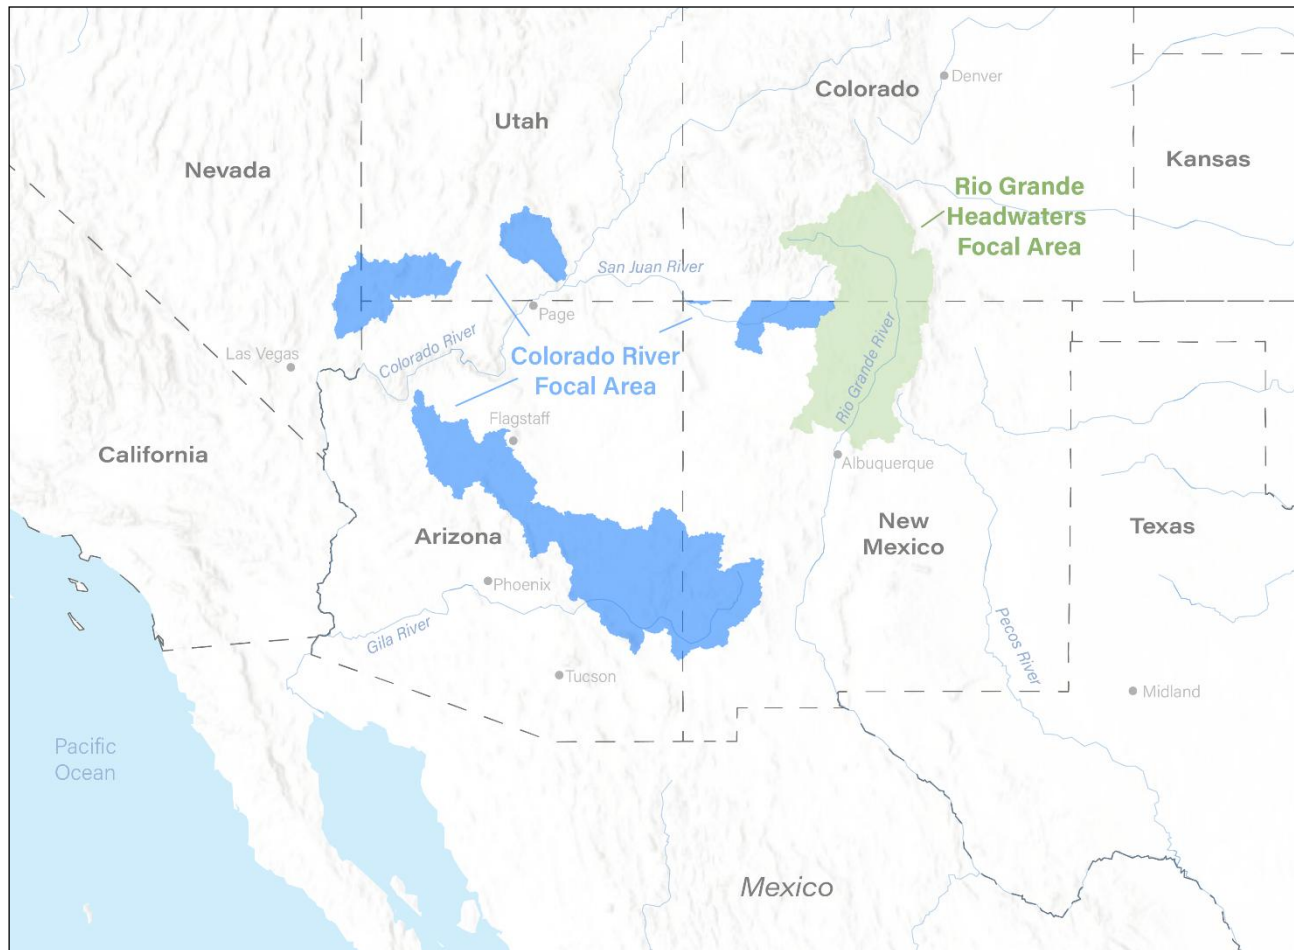 Denver
Colorado
Utah
Kansas
Nevada
Rio Grande
Headwaters
Focal Area
San Juan River
Page
Las Vegas
Colorado River
Colorado River
Focal Area
Rio Grande River
Flagstaff
California
Albuquerque
New
Mexico
Texas
Arizona
Phoenix
Gila River
Pecos River
Tucson
Midland
Pacific
Ocean
Mexico